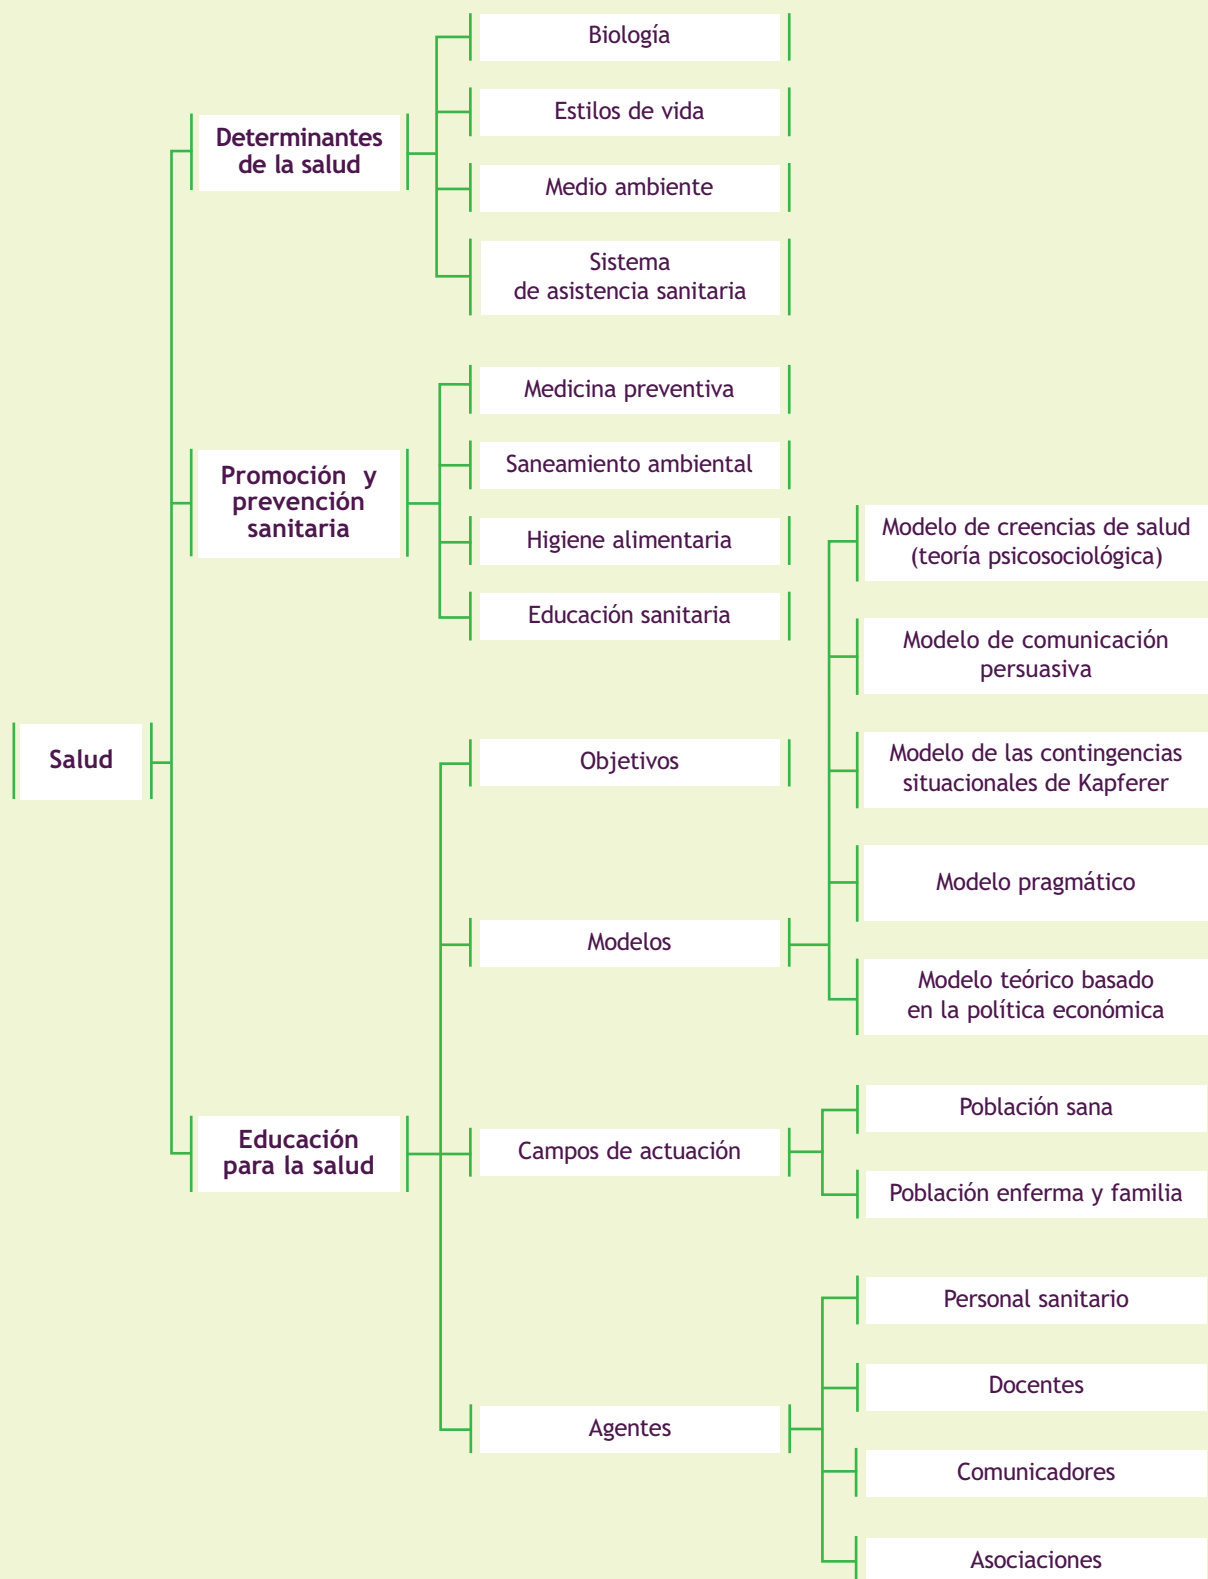 Salud
Determinantes
de la salud
Biología
Estilos de vida
Medio ambiente
Sistema
de asistencia sanitaria
Promoción y
prevención
sanitaria
Medicina preventiva
Saneamiento ambiental
Higiene alimentaria
Educación sanitaria
Educación
para la salud
Objetivos
Modelos
Modelo de creencias de salud
(teoría psicosociológica)
Modelo de comunicación
persuasiva
Modelo de las contingencias
situacionales de Kapferer
Modelo pragmático
Modelo teórico basado
en la política económica
Campos de actuación
Población sana
Población enferma y familia
Agentes
Personal sanitario
Docentes
Comunicadores
Asociaciones